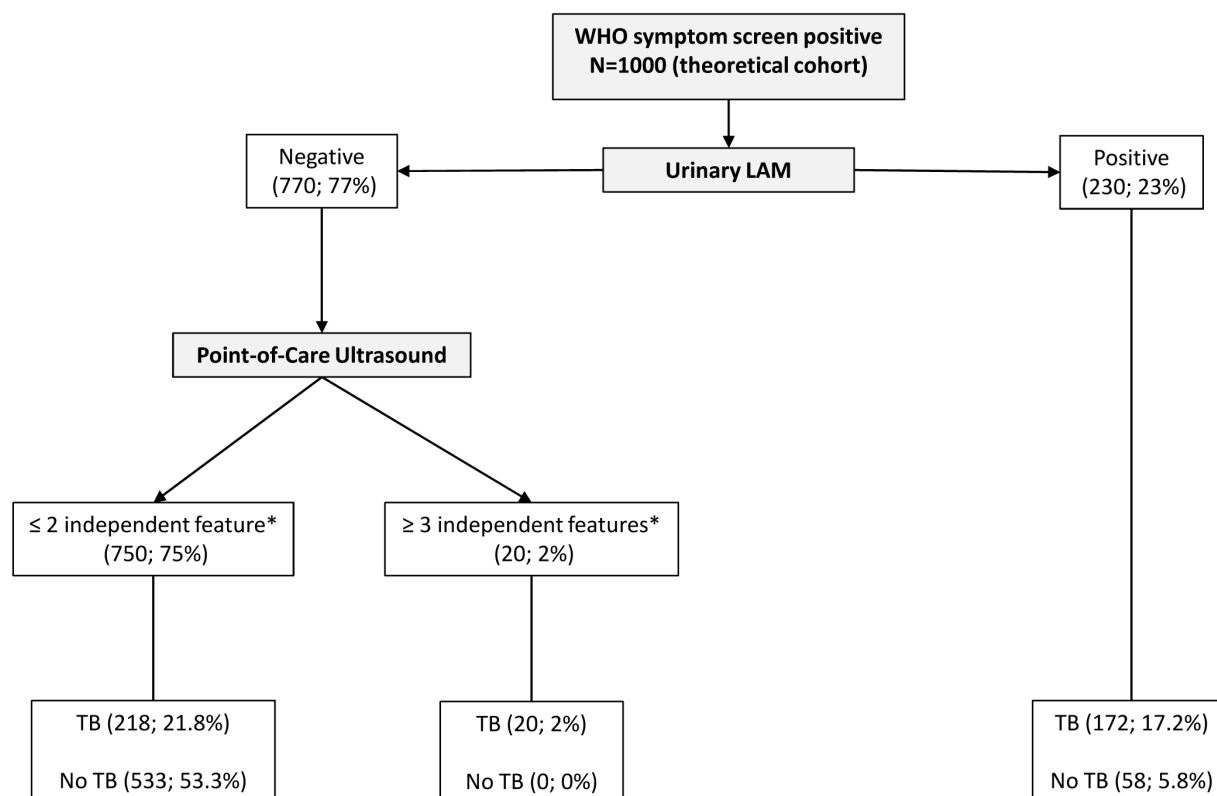 WHO symptom screen positive
N=1000 (theoretical cohort)
Negative
(770; 77%)
Urinary LAM
Positive
(230; 23%)
Point-of-Care Ultrasound
≤ 2 independent feature*
(750; 75%)
≥ 3 independent features*
(20; 2%)
TB (218; 21.8%)
No TB (533; 53.3%)
TB (20; 2%)
No TB (0; 0%)
TB (172; 17.2%)
No TB (58; 5.8%)